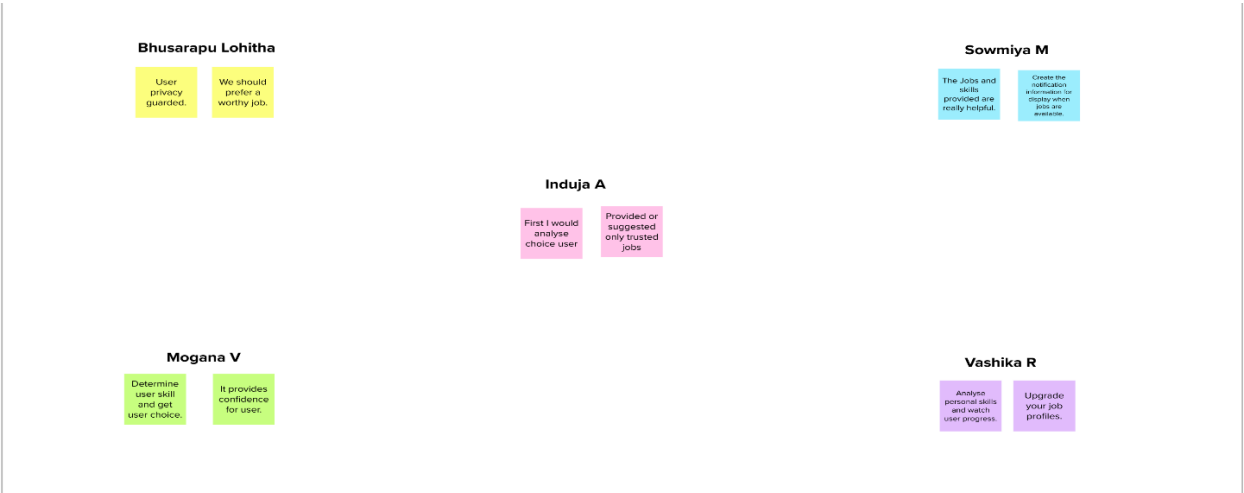 Bhusarapu Lohitha
User
privacy
guarded.
We should
prefer a
worthy job.
Sowmiya M
The Jobs and
skills
provided are
really helpful.
Create the
notification
information for
display when
jobs are
available.
Induja A
First I would
analyse
choice user
Provided or
suggested
only trusted
jobs
Mogana V
Determine
user skill
and get
user choice.
It provides
confidence
for user.
Vashika R
Analyse
personal skills
and watch
user progress.
Upgrade
your job
profiles.